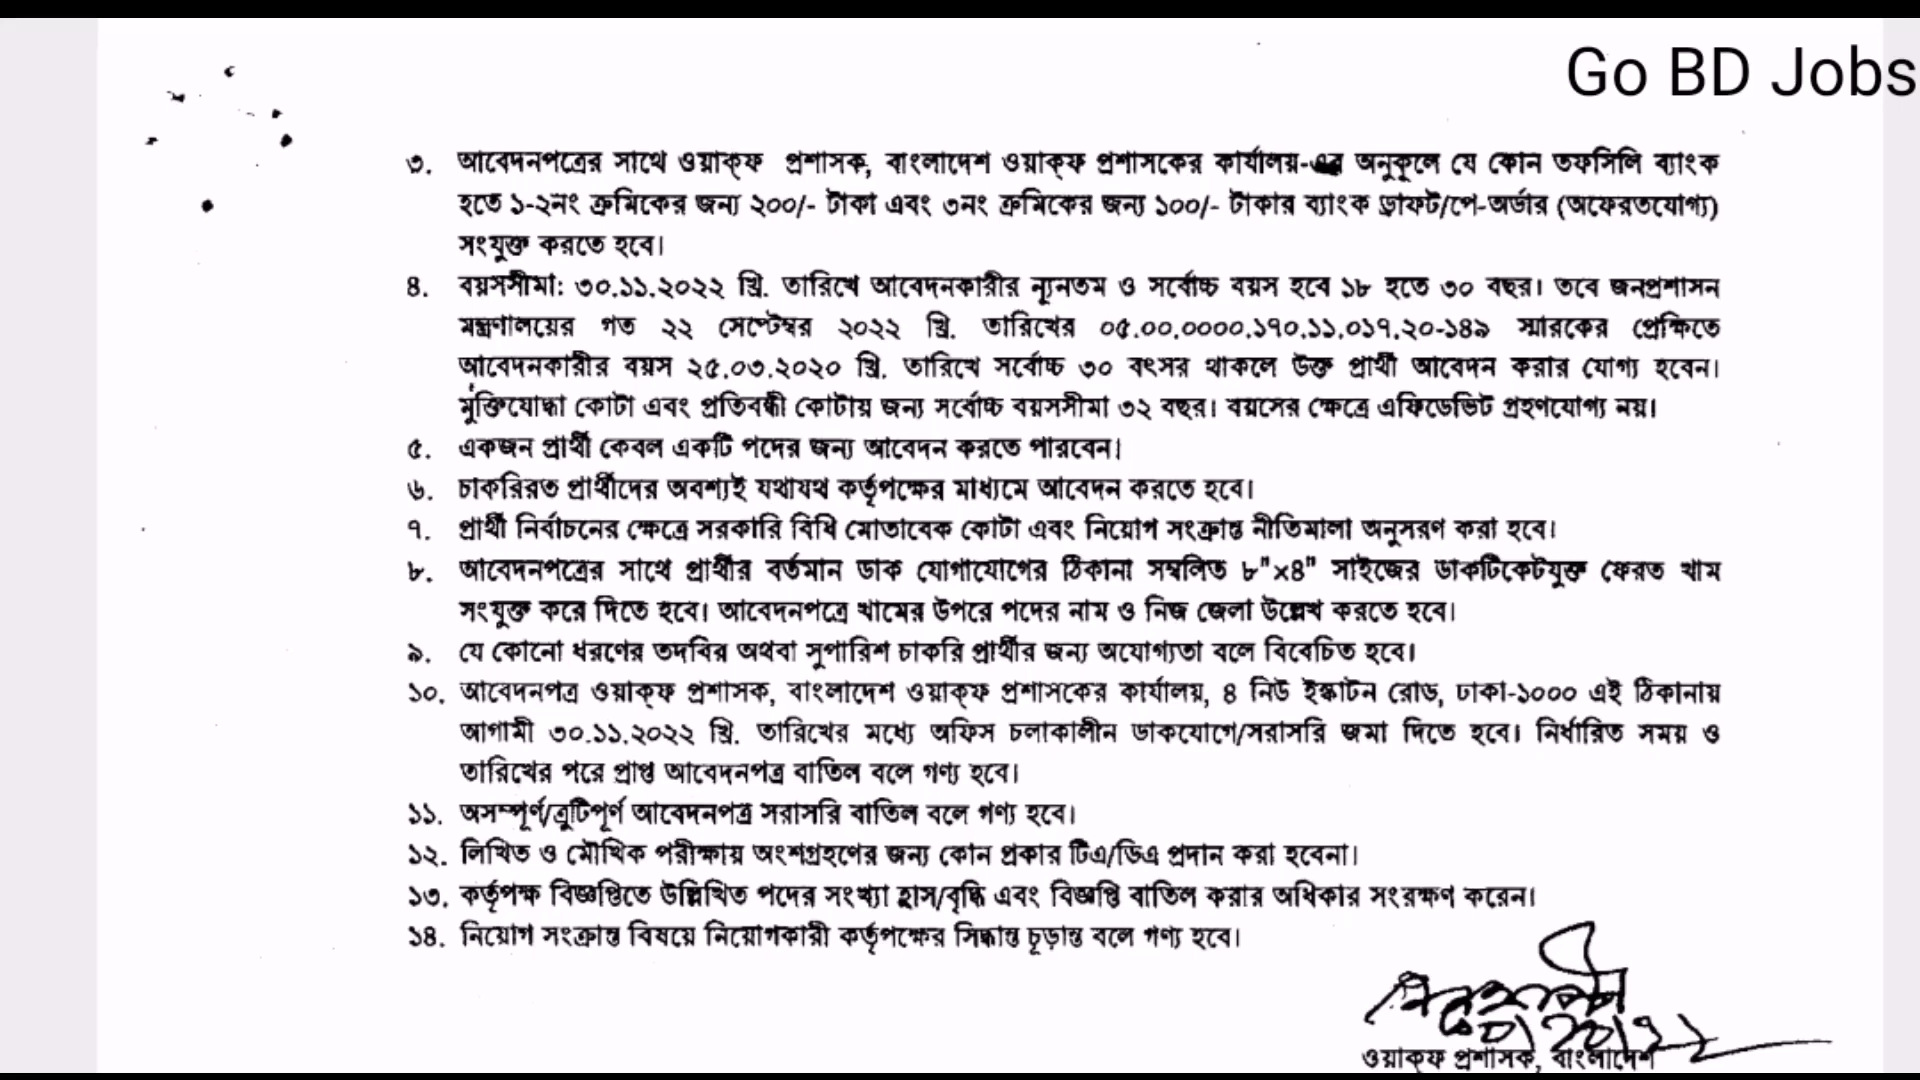 Go BD Jobs
৩. আবেদনপত্রের সাথে ওয়াক্‌ফ প্রশাসক, বাংলাদেশ ওয়াক্‌ফ প্রশাসকের কার্যালয়-এর অনুকূলে যে কোন তফসিলি ব্যাংক
হতে ১-২নং ক্রমিকের জন্য ২০০/- টাকা এবং ৩নং ক্রমিকের জন্য ১০০/- টাকার ব্যাংক ড্রাফট/পে-অর্ডার (অফেরতযোগ্য)
সংযুক্ত করতে হবে।
৪. বয়সসীমা: ৩০.১১.২০২২ খ্রি. তারিখে আবেদনকারীর ন্যূনতম ও সর্বোচ্চ বয়স হবে ১৮ হতে ৩০ বছর। তবে জনপ্রশাসন
মন্ত্রণালয়ের গত ২২ সেপ্টেম্বর ২০২২ খ্রি. তারিখের ০৫.০০.০০০০.১৭০.১১.০১৭.২০-১৪৯ স্মারকের প্রেক্ষিতে
আবেদনকারীর বয়স ২৫.০৩.২০২০ খ্রি. তারিখে সর্বোচ্চ ৩০ বৎসর থাকলে উক্ত প্রার্থী আবেদন করার যোগ্য হবেন।
মুক্তিযোদ্ধা কোটা এবং প্রতিবন্ধী কোটায় জন্য সর্বোচ্চ বয়সসীমা ৩২ বছর। বয়সের ক্ষেত্রে এফিডেভিট গ্রহণযোগ্য নয়।
৫. একজন প্রার্থী কেবল একটি পদের জন্য আবেদন করতে পারবেন।
৬. চাকরিরত প্রার্থীদের অবশ্যই যথাযথ কর্তৃপক্ষের মাধ্যমে আবেদন করতে হবে।
৭. প্রার্থী নির্বাচনের ক্ষেত্রে সরকারি বিধি মোতাবেক কোটা এবং নিয়োগ সংক্রান্ত নীতিমালা অনুসরণ করা হবে।
৮. আবেদনপত্রের সাথে প্রার্থীর বর্তমান ডাক যোগাযোগের ঠিকানা সম্বলিত ৮"x৪" সাইজের ডাকটিকেটযুক্ত ফেরত খাম
সংযুক্ত করে দিতে হবে। আবেদনপত্রে খামের উপরে পদের নাম ও নিজ জেলা উল্লেখ করতে হবে।
৯. যে কোনো ধরণের তদবির অথবা সুপারিশ চাকরি প্রার্থীর জন্য অযোগ্যতা বলে বিবেচিত হবে।
১০. আবেদনপত্র ওয়াক্‌ফ প্রশাসক, বাংলাদেশ ওয়াক্‌ফ প্রশাসকের কার্যালয়, ৪ নিউ ইস্কাটন রোড, ঢাকা-১০০০ এই ঠিকানায়
আগামী ৩০.১১.২০২২ খ্রি. তারিখের মধ্যে অফিস চলাকালীন ডাকযোগে/সরাসরি জমা দিতে হবে। নির্ধারিত সময় ও
তারিখের পরে প্রাপ্ত আবেদনপত্র বাতিল বলে গণ্য হবে।
১১. অসম্পূর্ণ/ত্রুটিপূর্ণ আবেদনপত্র সরাসরি বাতিল বলে গণ্য হবে।
১২. লিখিত ও মৌখিক পরীক্ষায় অংশগ্রহণের জন্য কোন প্রকার টিএ/ডিএ প্রদান করা হবেনা।
১৩. কর্তৃপক্ষ বিজ্ঞপ্তিতে উল্লিখিত পদের সংখ্যা হ্রাস/বৃদ্ধি এবং বিজ্ঞপ্তি বাতিল করার অধিকার সংরক্ষণ করেন।
১৪. নিয়োগ সংক্রান্ত বিষয়ে নিয়োগকারী কর্তৃপক্ষের সিদ্ধান্ত চূড়ান্ত বলে গণ্য হবে।
ওয়াক্‌ফ প্রশাসক, বাংলাদেশ